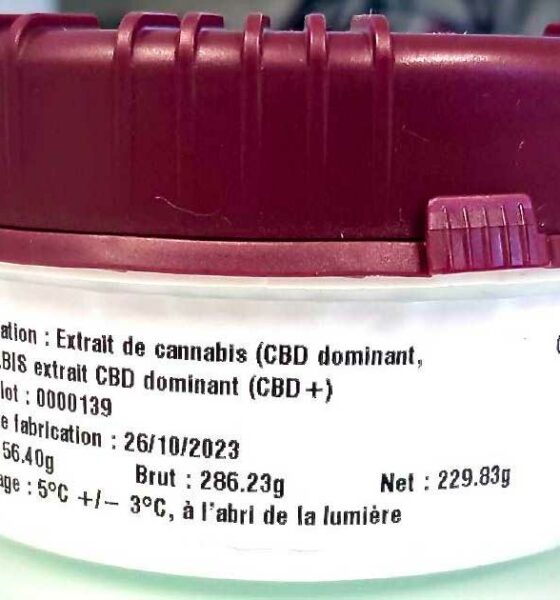 ation : Extrait de cannabis (CBD dominant,
BIS extrait CBD dominant (CBD+)
lot : 0000139
e fabrication : 26/10/2023
56.40g Brut : 286.23g Net : 229.83g
age : 5°C +/- 3°C, à l'abri de la lumière